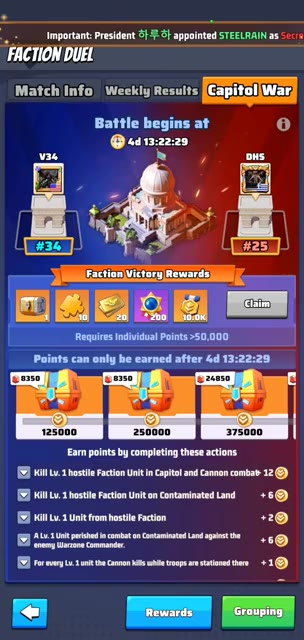 Important: President 하루하 appointed STEELRAIN as Secre
FACTION DUEL
Match Info
Weekly Results
Capitol War
Battle begins at
4d 13:22:29
V34
DHS
#34
#25
Faction Victory Rewards
1
10
20
200
10.0K
Claim
Requires Individual Points >50,000
Points can only be earned after 4d 13:22:29
8350
8350
24850
125000
250000
375000
Earn points by completing these actions
Kill Lv. 1 hostile Faction Unit in Capitol and Cannon combat + 12
Kill Lv. 1 hostile Faction Unit on Contaminated Land + 6
Kill Lv. 1 Unit from hostile Faction + 2
A Lv. 1 Unit perished in combat on Contaminated Land against the + 6
enemy Warzone Commander.
For every Lv. 1 unit the Cannon kills while troops are stationed there + 1
Rewards
Grouping